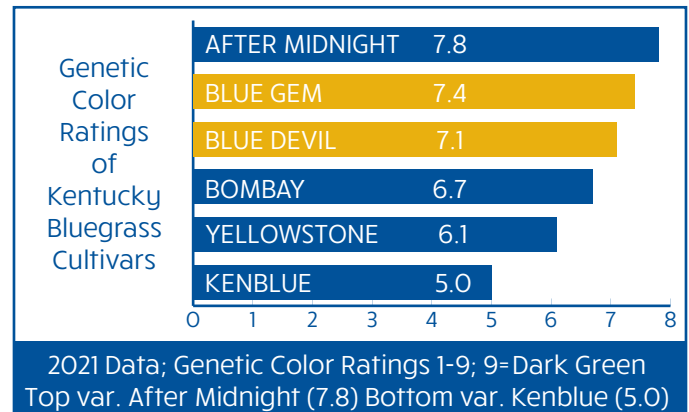 Genetic
Color
Ratings
of
Kentucky
Bluegrass
Cultivars
AFTER MIDNIGHT 7.8
BLUE GEM 7.4
BLUE DEVIL 7.1
BOMBAY 6.7
YELLOWSTONE 6.1
KENBLUE 5.0
0 1 2 3 4 5 6 7 8
2021 Data; Genetic Color Ratings 1-9; 9=Dark Green
Top var. After Midnight (7.8) Bottom var. Kenblue (5.0)